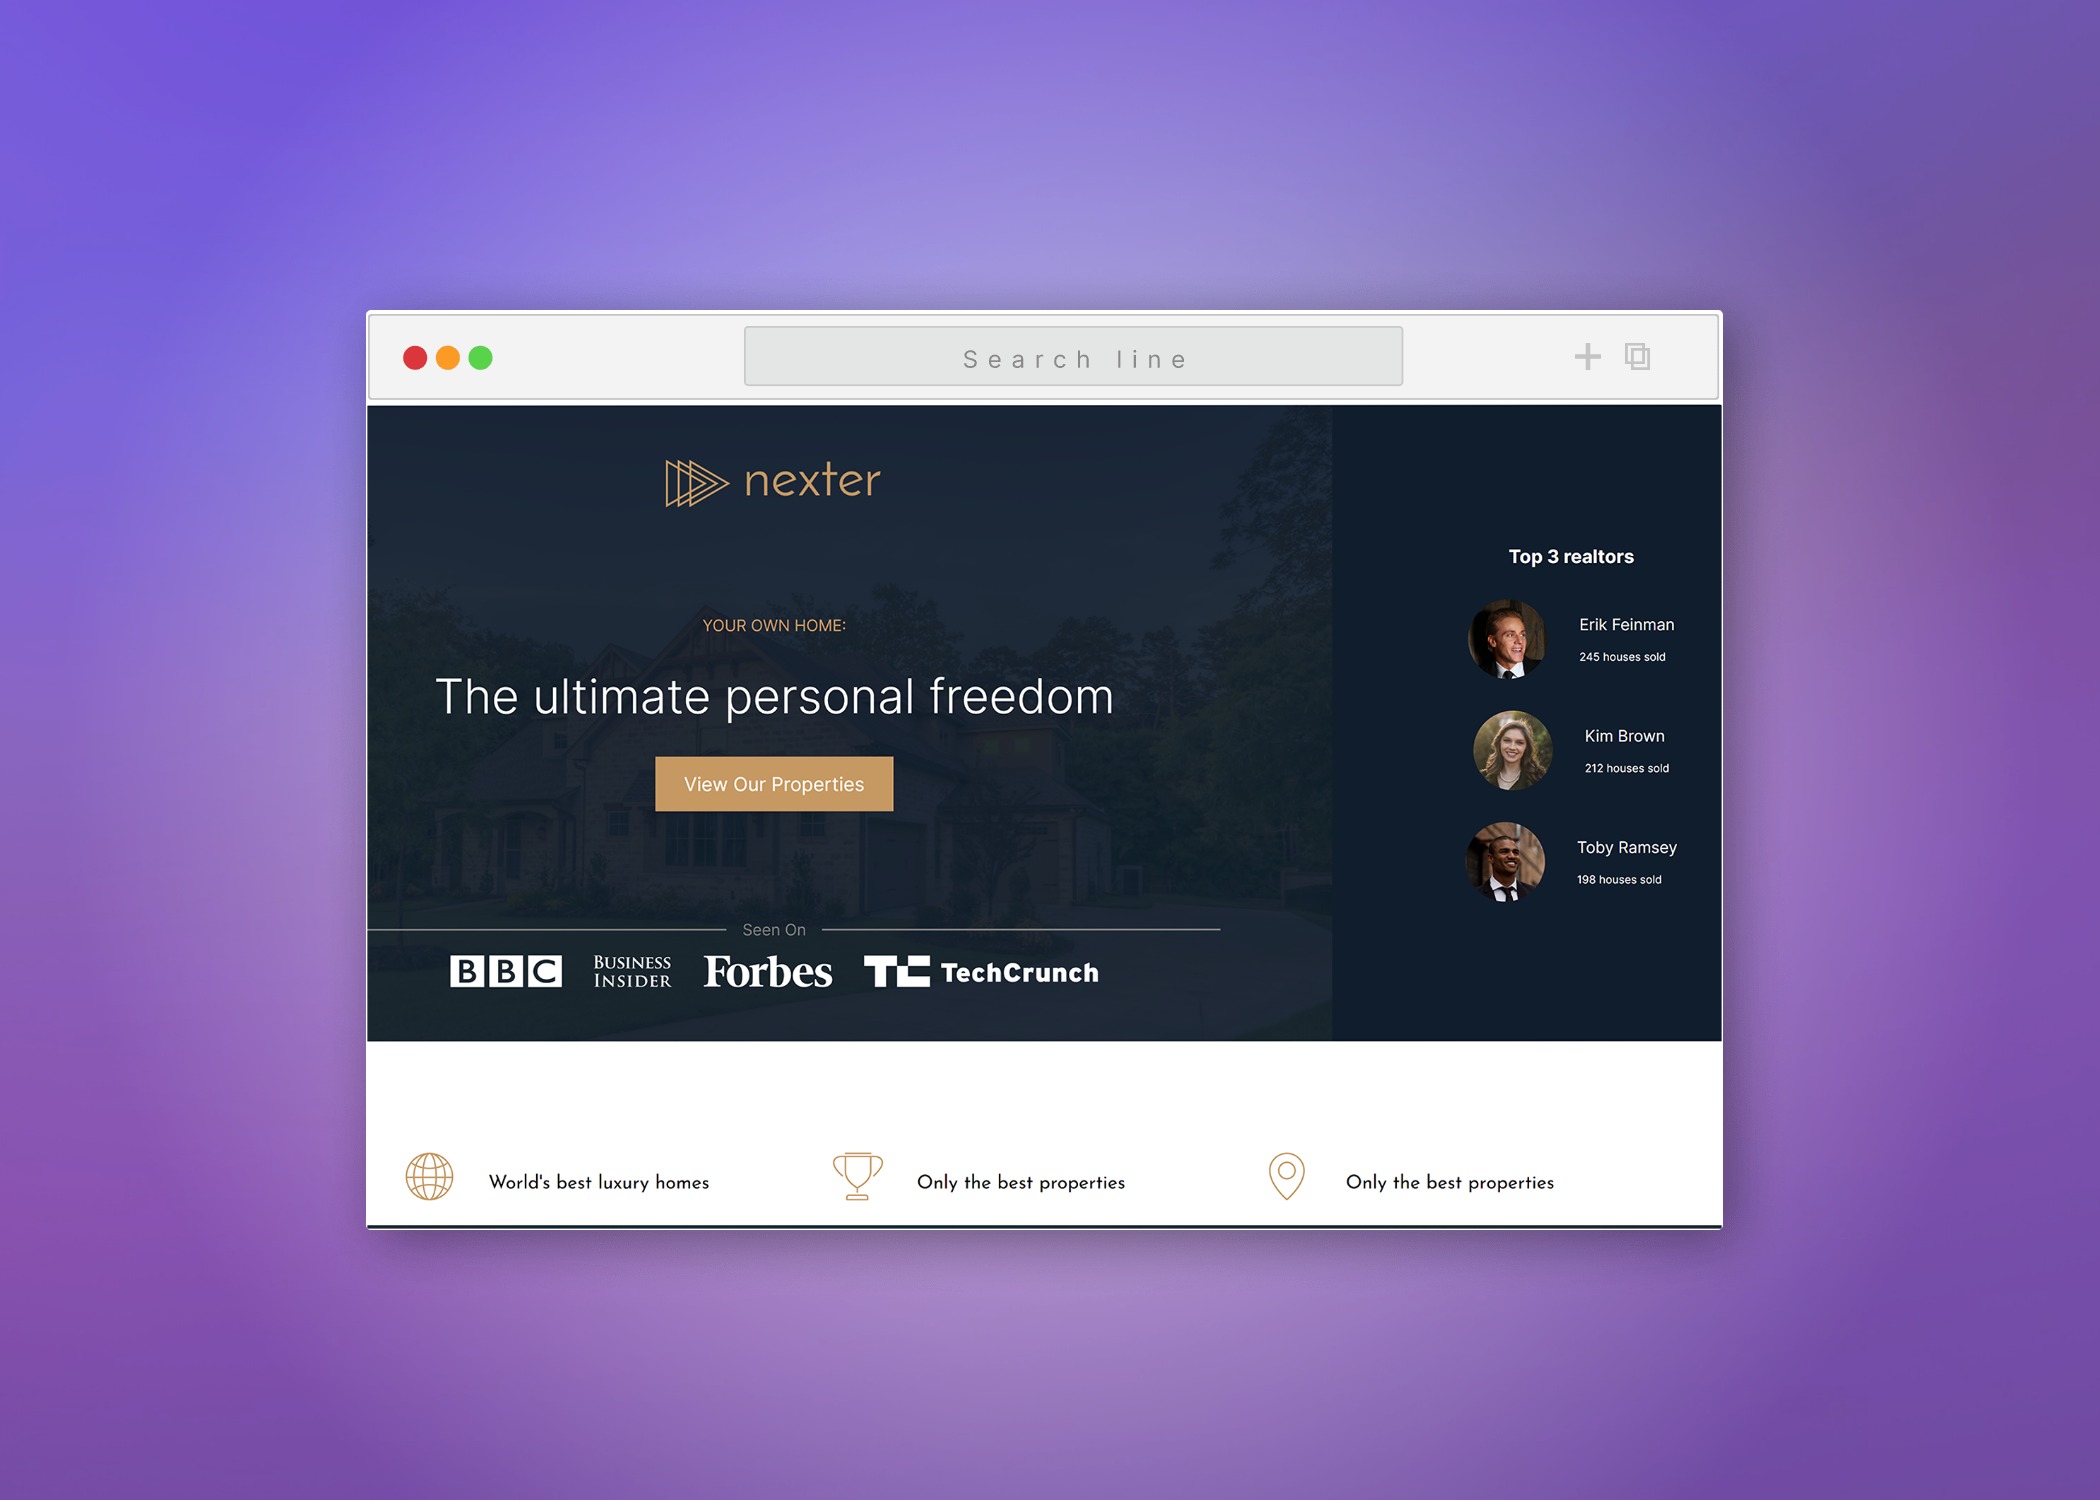 Search line
nexter
YOUR OWN HOME:
The ultimate personal freedom
View Our Properties
Seen On
BBC
BUSINESS
INSIDER
Forbes
TC TechCrunch
Top 3 realtors
Erik Feinman
245 houses sold
Kim Brown
212 houses sold
Toby Ramsey
198 houses sold
World's best luxury homes
Only the best properties
Only the best properties